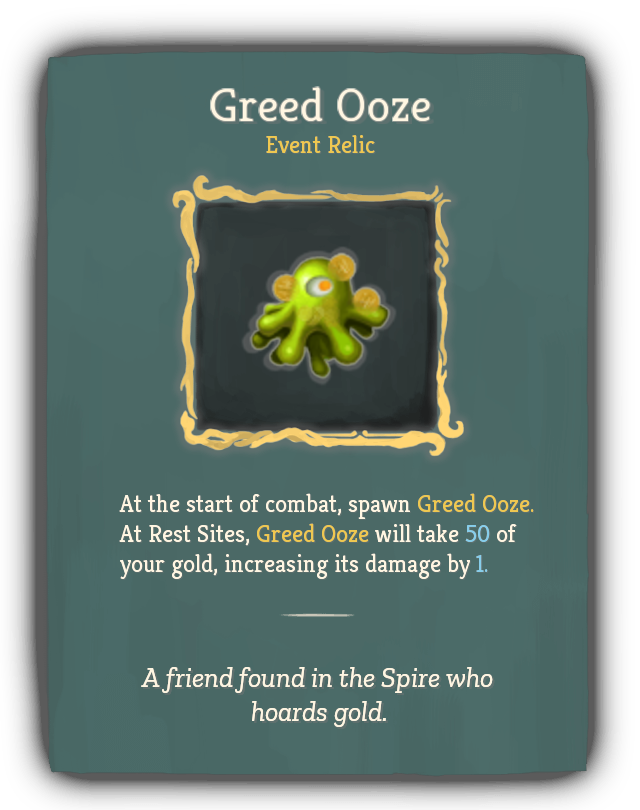 Greed Ooze
Event Relic
At the start of combat, spawn Greed Ooze.
At Rest Sites, Greed Ooze will take 50 of
your gold, increasing its damage by 1.
A friend found in the Spire who
hoards gold.